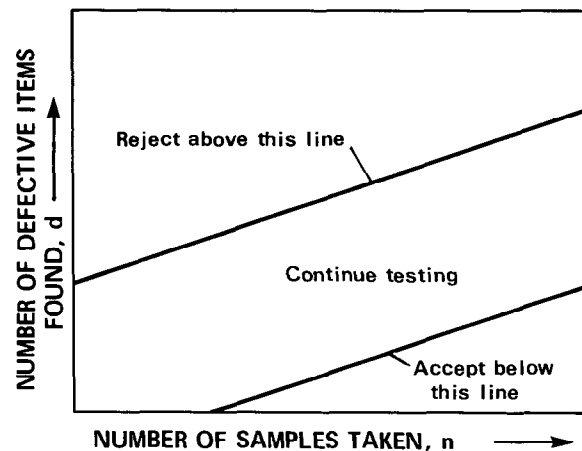 NUMBER OF DEFECTIVE ITEMS
FOUND, d
Reject above this line
Continue testing
Accept below
this line
NUMBER OF SAMPLES TAKEN, n